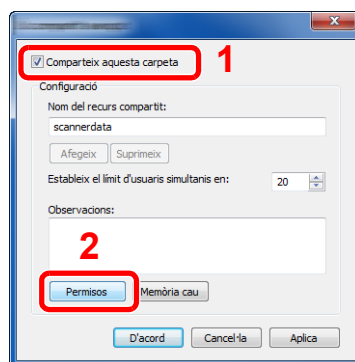 Comparteix aquesta carpeta
1
Configuració
Nom del recurs compartit:
scannerdata
Afegeix Suprimeix
Estableix el límit d'usuaris simultanis en: 20
Observacions:
2
Permisos Memòria cau
D'acord Cancel·la Aplica